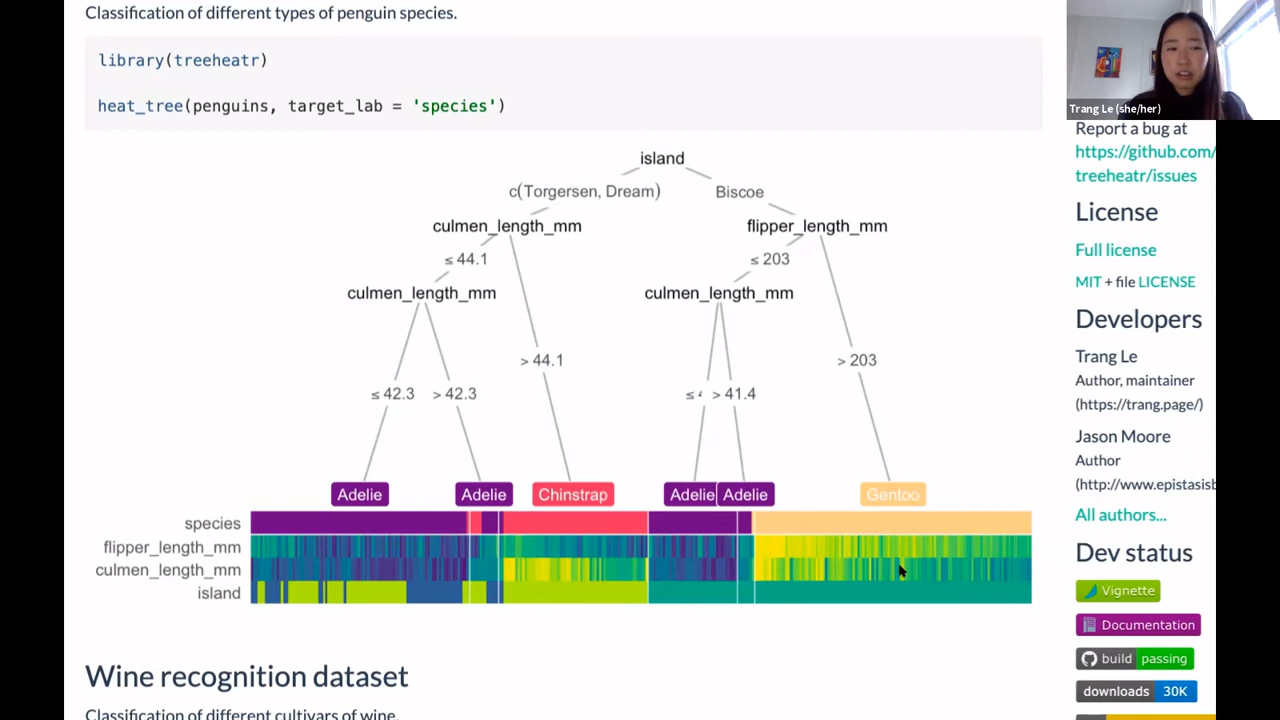 Classification of different types of penguin species.
library(treeheatr)
heat_tree(penguins, target_lab = 'species')
island
c(Torgersen, Dream)
Biscoe
culmen_length_mm
flipper_length_mm
≤ 44.1
≤ 203
culmen_length_mm
culmen_length_mm
> 44.1
> 203
≤ 42.3
> 42.3
≤
> 41.4
Adelie
Adelie
Chinstrap
Adelie
Adelie
Gentoo
species
flipper_length_mm
culmen_length_mm
island
Wine recognition dataset
Classification of different cultivars of wine.
Trang Le (she/her)
Report a bug at
https://github.com/
treeheatr/issues
License
Full license
MIT + file LICENSE
Developers
Trang Le
Author, maintainer
(https://trang.page/)
Jason Moore
Author
(http://www.epistasisb
All authors...
Dev status
Vignette
Documentation
build passing
downloads 30K